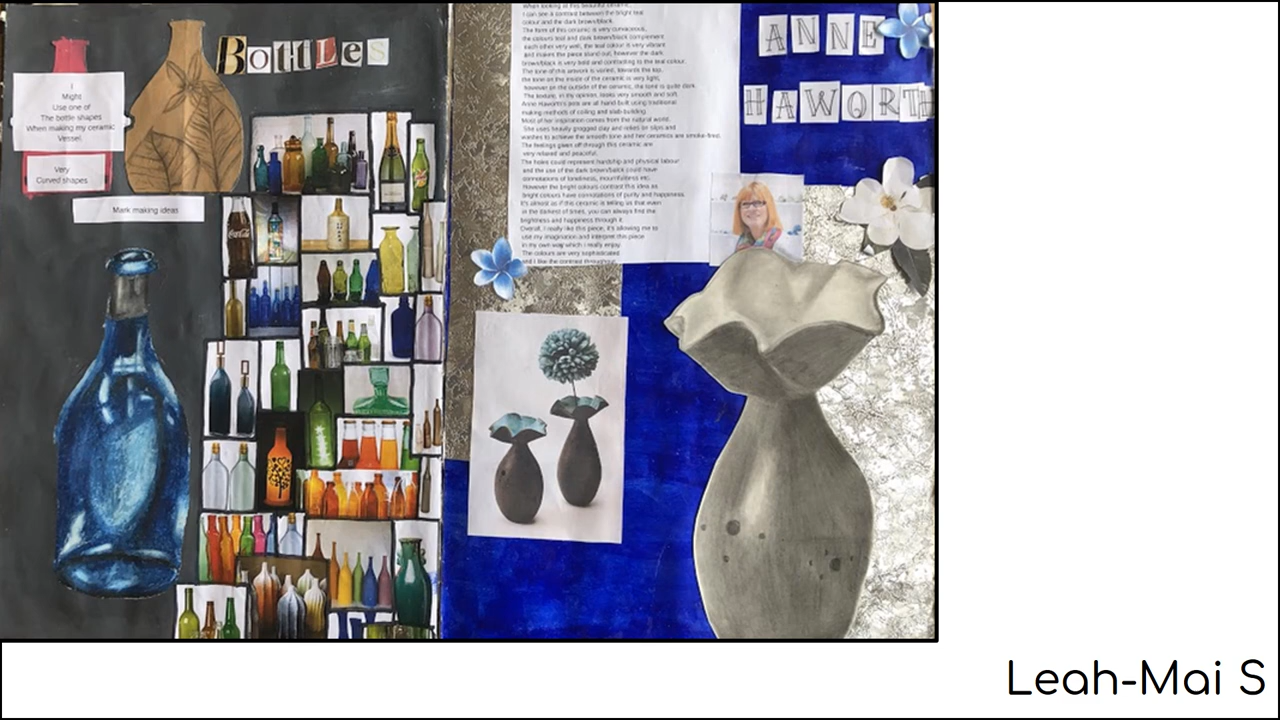 Bottles
I
Might
Use one of
The bottle shapes
When making my ceramic
Vessel
Very
Curved shapes
Mark making ideas
Coca-Cola
When looking at this beautiful ceramic,
I can see a contrast between the bright teal
colour and the dark brown/black.
The form of this ceramic is very curvaceous,
the colours teal and dark brown/black complement
each other very well, the teal colour is very vibrant
and makes the piece stand out, however the dark
brown/black is very bold and contrasting to the teal colour.
The tone of this artwork is varied, towards the top,
the tone on the inside of the ceramic is very light,
however on the outside of the ceramic, the tone is quite dark.
The texture, in my opinion, looks very smooth and soft.
Anne Haworth's pots are all hand-built using traditional
making methods of coiling and slab-building.
Most of her inspiration comes from the natural world.
She uses heavily grogged clay and relies on slips and
washes to achieve the smooth tone and her ceramics are smoke-fired.
The feelings given off through this ceramic are
very relaxed and peaceful.
The holes could represent hardship and physical labour
and the use of the dark brown/balck could have
connotations of loneliness, mournfullness etc.
However the bright colours contrast this idea as
bright colours have connotations of purity and happiness.
It's almost as if this ceramic is telling us that even
in the darkest of times, you can always find the
brightness and happiness through it.
Overall, I really like this piece, it's allowing me to
use my imagination and interpret this piece
in my own way which I really enjoy.
The colours are very sophisticated
and I like the contrast throughout.
ANNE
HAWORTH
Leah-Mai S